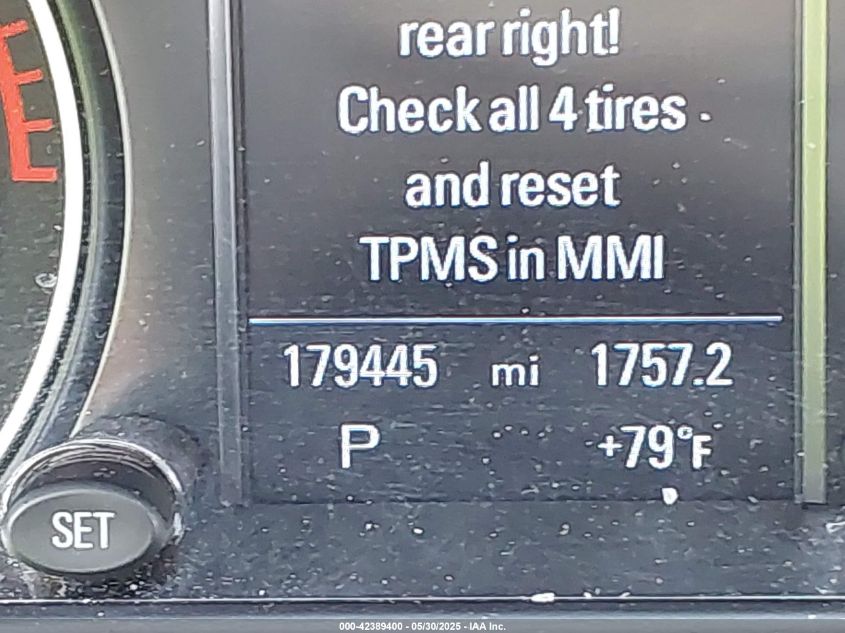 rear right!
Check all 4 tires
and reset
TPMS in MMI
179445 mi 1757.2
P +79°F
SET
000-42389400 - 05/30/2025 - IAA Inc.